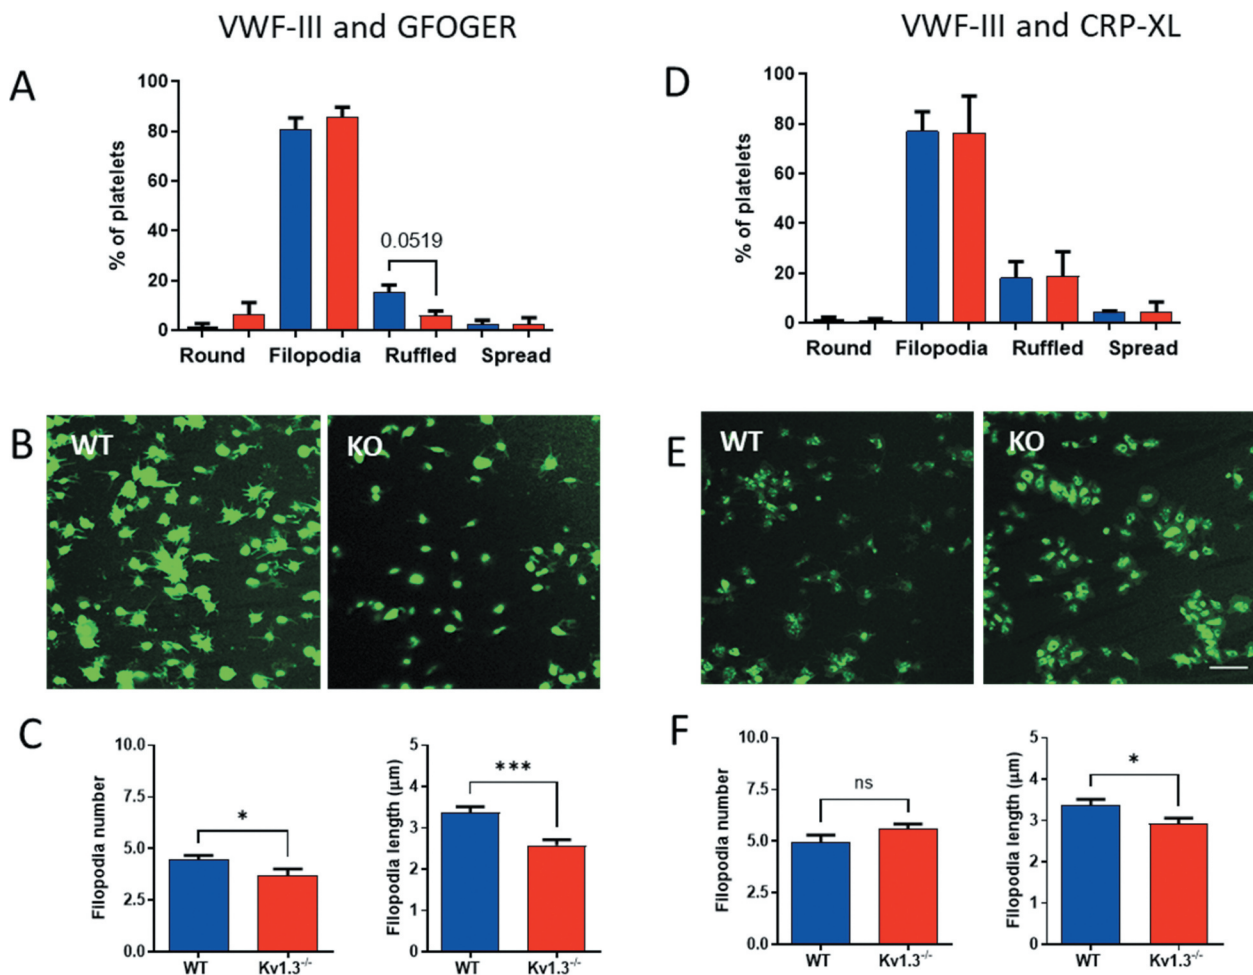 VWF-III and GFOGER
VWF-III and CRP-XL
A
% of platelets
100
80
60
40
20
0
0.0519
Round Filopodia Ruffled Spread
D
% of platelets
100
80
60
40
20
0
Round Filopodia Ruffled Spread
B
WT
KO
E
WT
KO
C
Filopodia number
10.0
7.5
5.0
2.5
0.0
*
WT Kv1.3-/-
Filopodia length (μm)
5
4
3
2
1
0
***
WT Kv1.3-/-
F
Filopodia number
10.0
7.5
5.0
2.5
0.0
ns
WT Kv1.3-/-
Filopodia length (μm)
5
4
3
2
1
0
*
WT Kv1.3-/-